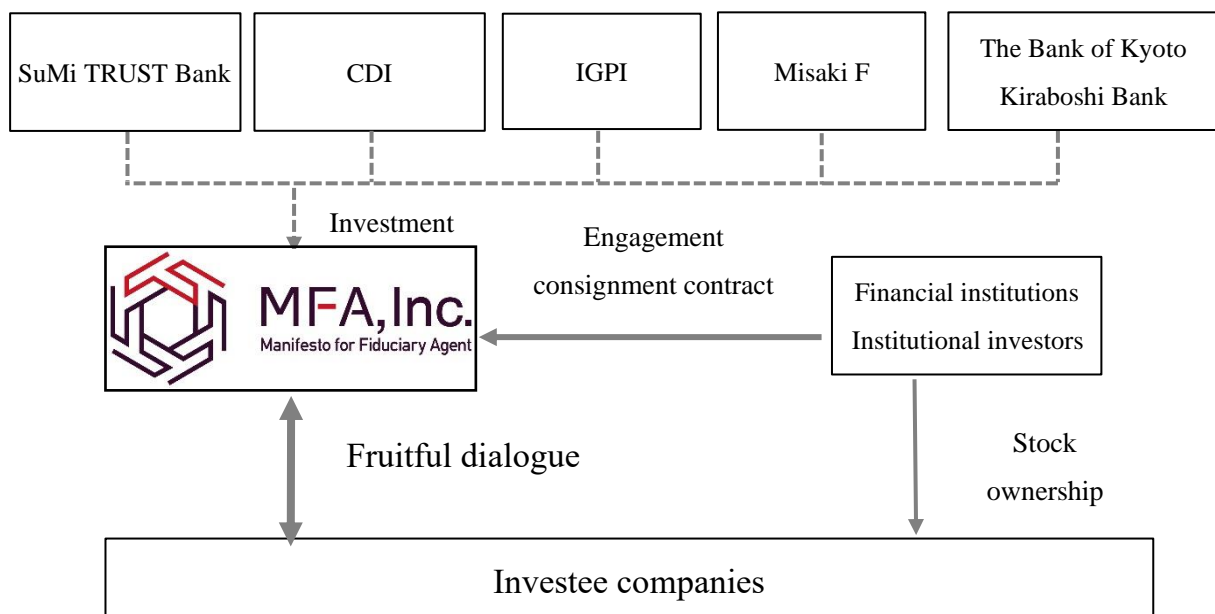 SuMi TRUST Bank
CDI
IGPI
Misaki F
The Bank of Kyoto
Kiraboshi Bank
Investment
Engagement
consignment contract
MFA,Inc.
Manifesto for Fiduciary Agent
Financial institutions
Institutional investors
Fruitful dialogue
Stock
ownership
Investee companies